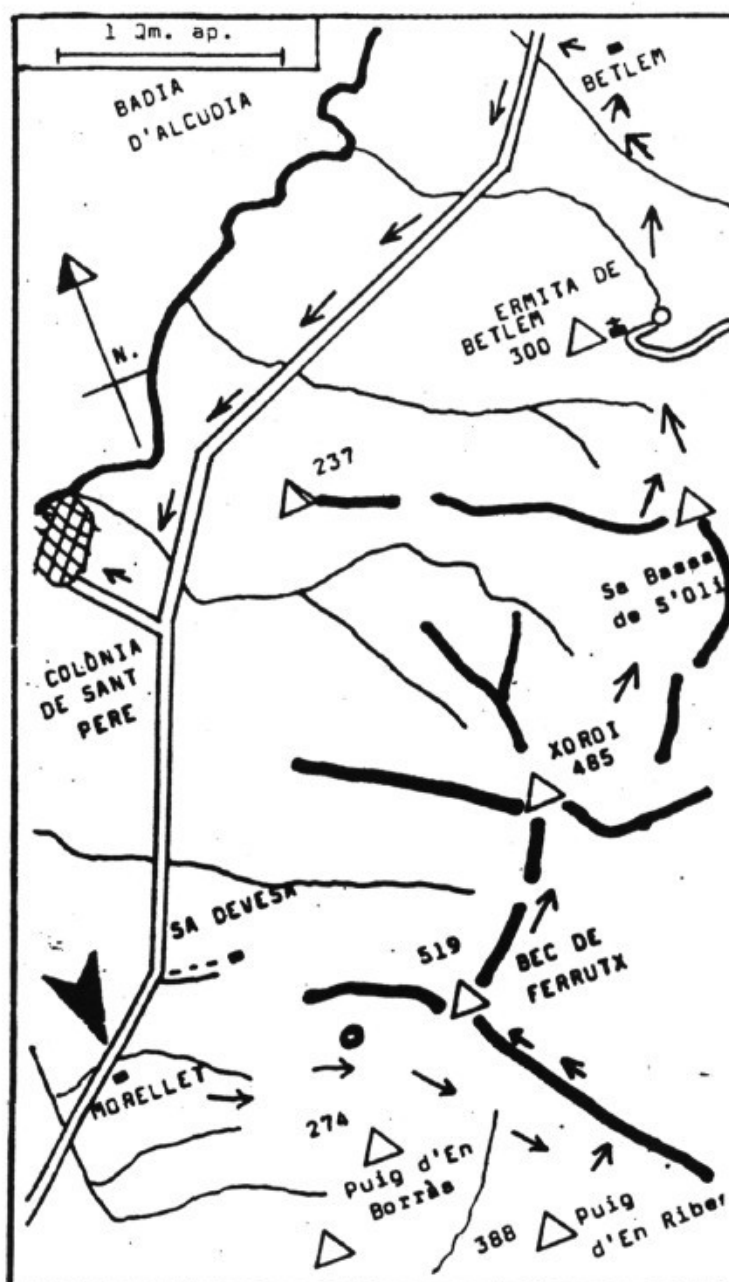 1 Qm. ap.
BADIA
D'ALCUDIA
BETLEM
N.
ERMITA DE
BETLEM
300
237
Sa Bassa
de S'Oli
COLÒNIA
DE SANT
PERE
XOROI
485
SA DEVESA
519
BEC DE
FERRUTX
MORELLET
274
Puig d'En
Borràs
388
Puig
d'En Riber